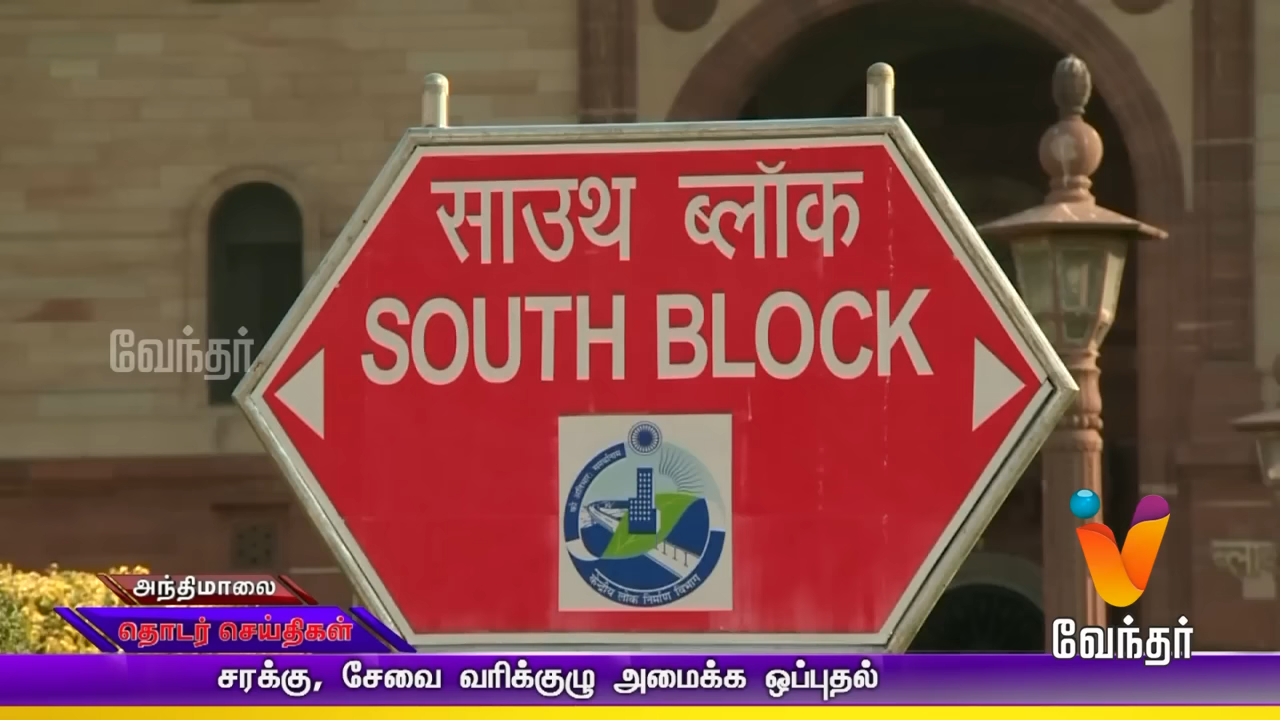 साउथ ब्लॉक
SOUTH BLOCK
வேந்தர்
केन्द्रीय लोक निर्माण विभाग
அந்திமாலை
தொடர் செய்திகள்
வேந்தர்
சரக்கு, சேவை வரிக்குழு அமைக்க ஒப்புதல்